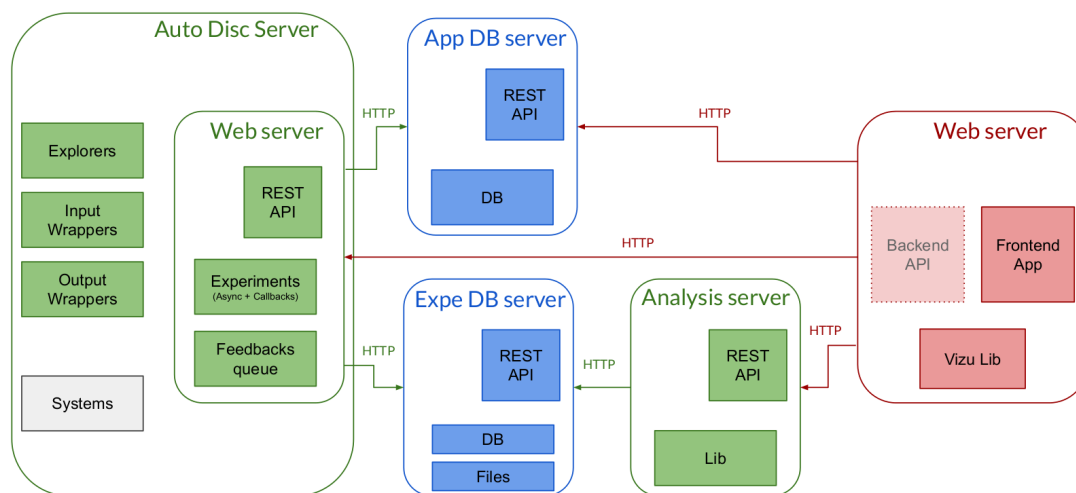 Auto Disc Server
Explorers
Input
Wrappers
Output
Wrappers
Systems
Web server
REST
API
Experiments
(Async + Callbacks)
Feedbacks
queue
HTTP
HTTP
App DB server
REST
API
DB
HTTP
HTTP
Expe DB server
REST
API
DB
Files
HTTP
Analysis server
REST
API
Lib
HTTP
Web server
Backend
API
Frontend
App
Vizu Lib